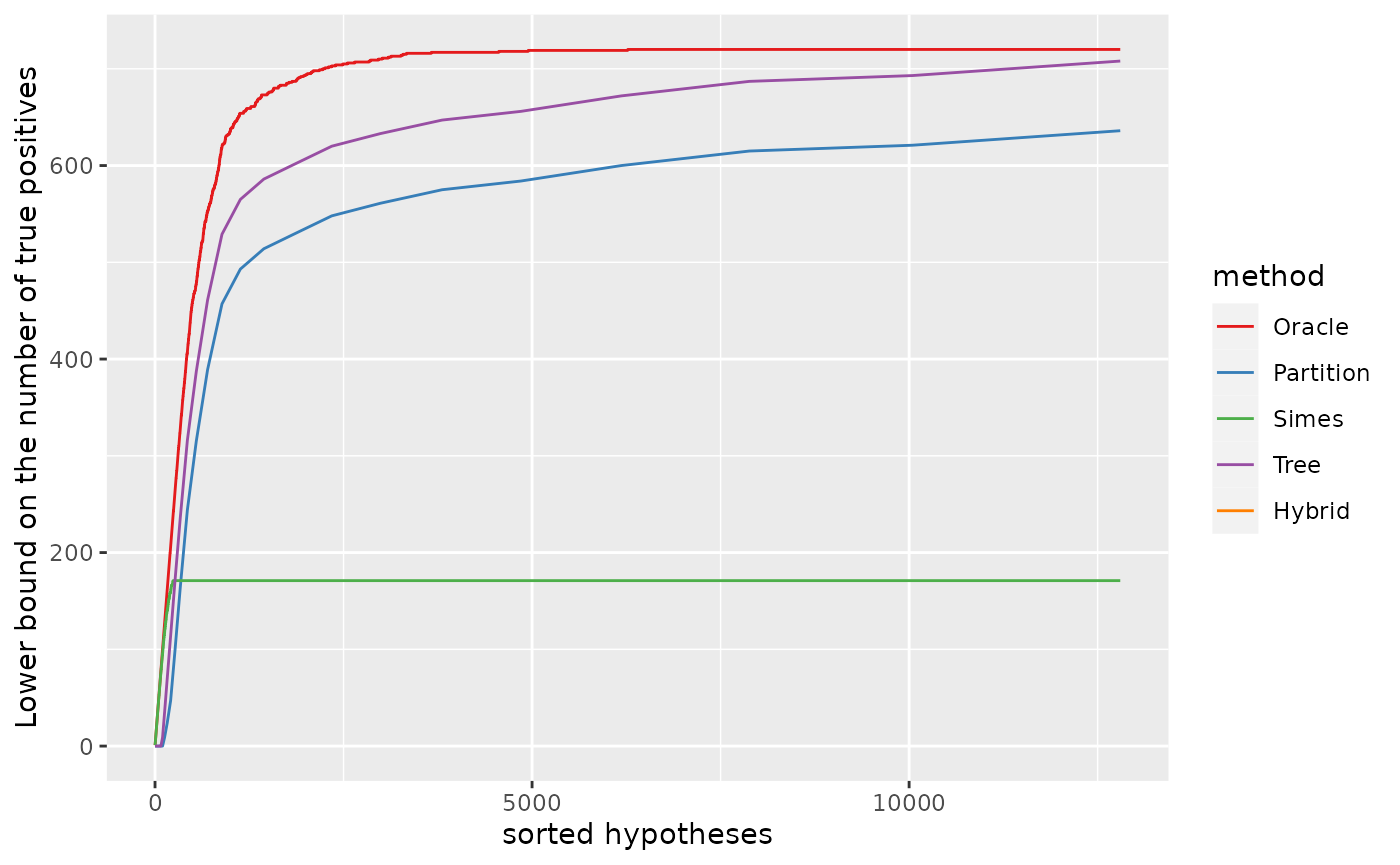 Lower bound on the number of true positives
600
400
200
0
0
5000
10000
sorted hypotheses
method
Oracle
Partition
Simes
Tree
Hybrid